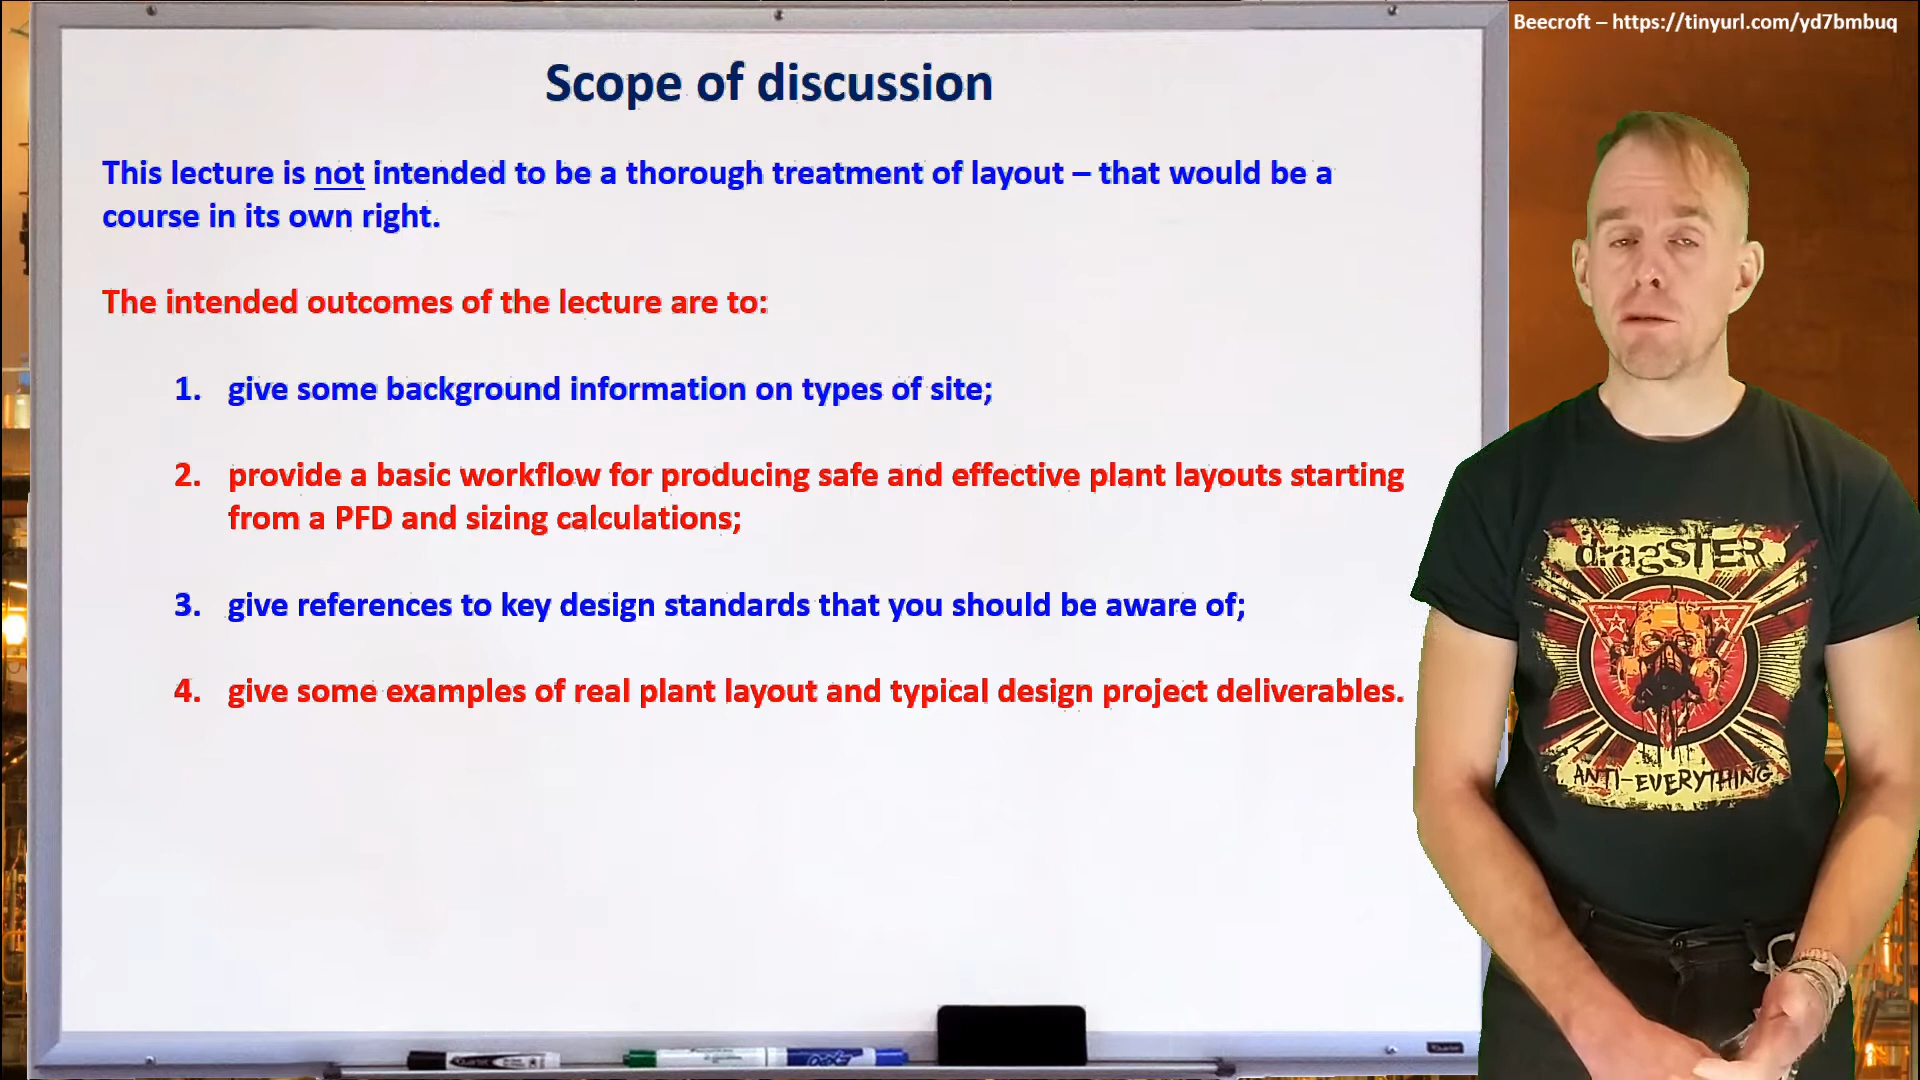 Beecroft – https://tinyurl.com/yd7bmbuq
Scope of discussion
This lecture is not intended to be a thorough treatment of layout – that would be a
course in its own right.
The intended outcomes of the lecture are to:
1. give some background information on types of site;
2. provide a basic workflow for producing safe and effective plant layouts starting
from a PFD and sizing calculations;
3. give references to key design standards that you should be aware of;
4. give some examples of real plant layout and typical design project deliverables.
dragSTER
ANTI-EVERYTHING